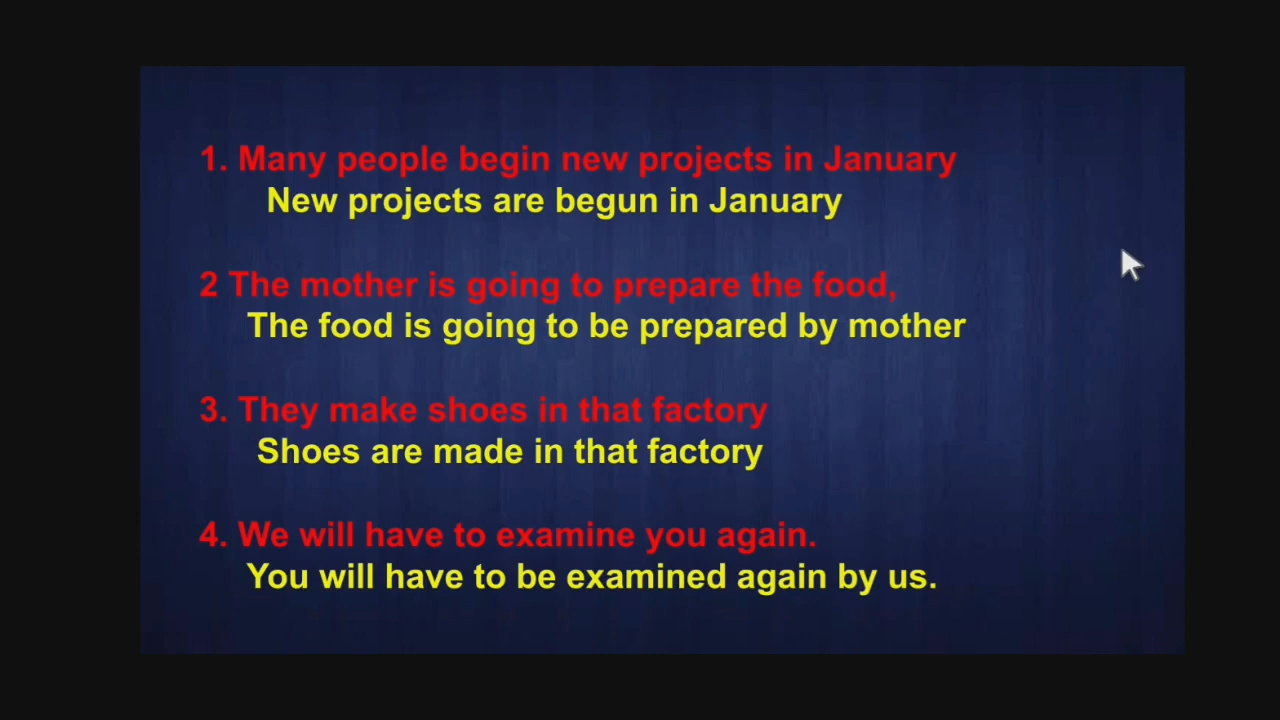 1. Many people begin new projects in January
New projects are begun in January
2 The mother is going to prepare the food,
The food is going to be prepared by mother
3. They make shoes in that factory
Shoes are made in that factory
4. We will have to examine you again.
You will have to be examined again by us.